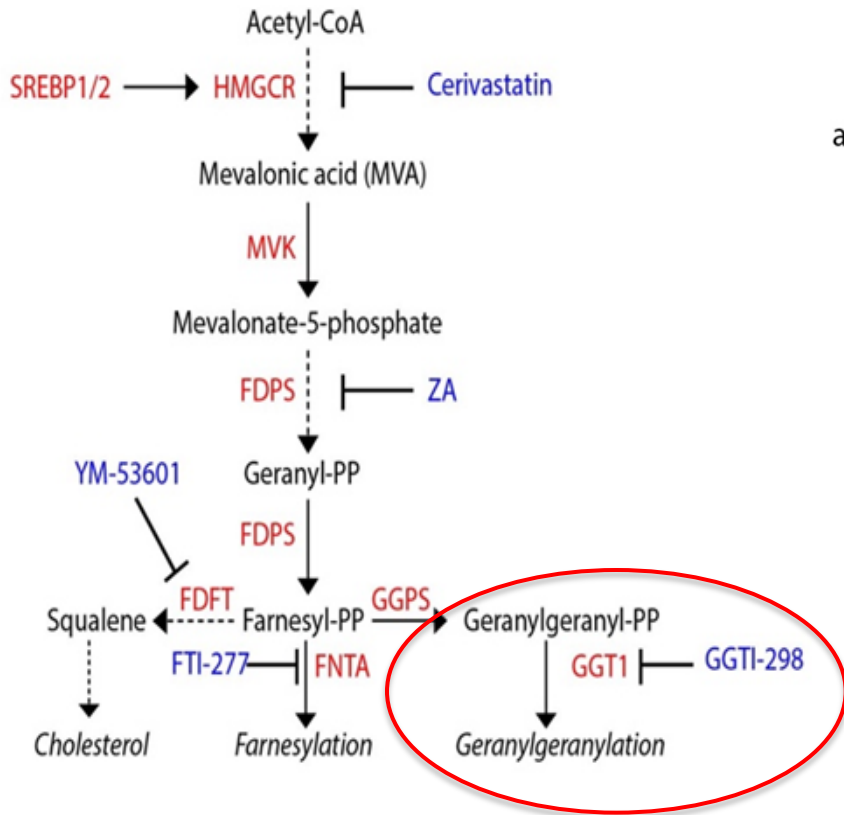 Acetyl-CoA
SREBP1/2 HMGCR Cerivastatin
a
Mevalonic acid (MVA)
MVK
Mevalonate-5-phosphate
FDPS ZA
YM-53601 Geranyl-PP
FDPS
FDFT GGPS
Squalene Farnesyl-PP Geranylgeranyl-PP
FTI-277 FNTA GGT1 GGTI-298
Cholesterol Farnesylation Geranylgeranylation